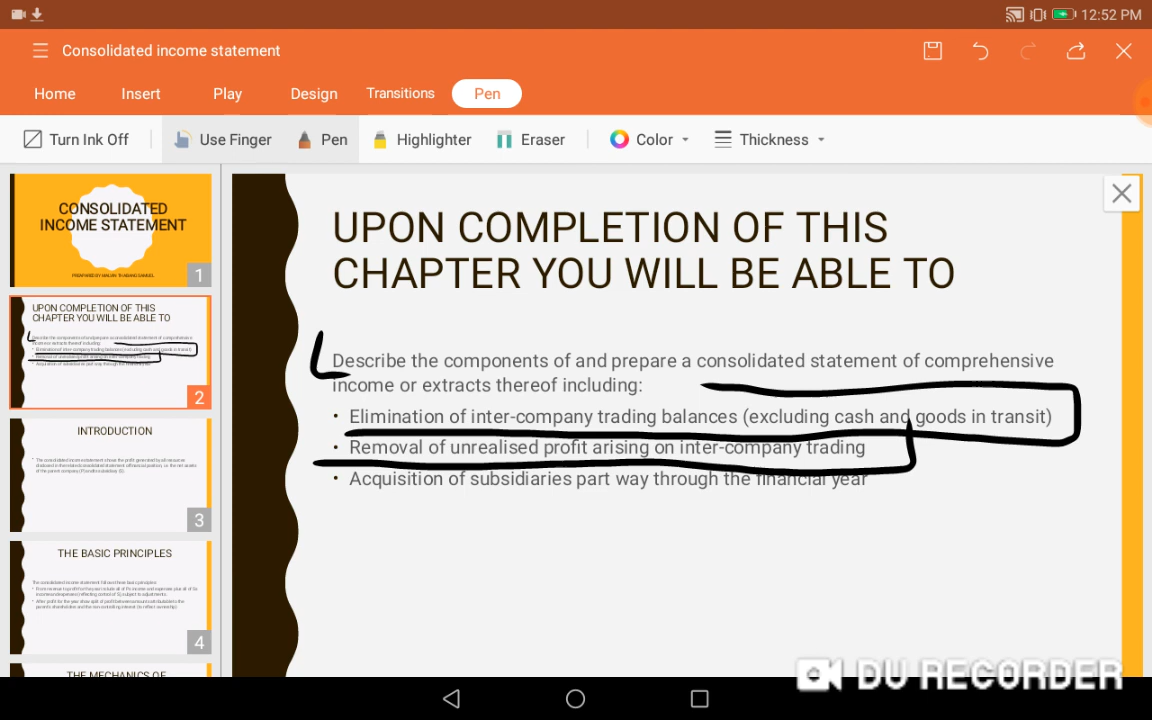 12:52 PM
Consolidated income statement
Home Insert Play Design Transitions Pen
Turn Ink Off Use Finger Pen Highlighter Eraser Color Thickness
CONSOLIDATED
INCOME STATEMENT
1
UPON COMPLETION OF THIS
CHAPTER YOU WILL BE ABLE TO
2
INTRODUCTION
3
THE BASIC PRINCIPLES
4
THE MECHANICS OF
UPON COMPLETION OF THIS
CHAPTER YOU WILL BE ABLE TO
Describe the components of and prepare a consolidated statement of comprehensive
income or extracts thereof including:
• Elimination of inter-company trading balances (excluding cash and goods in transit)
• Removal of unrealised profit arising on inter-company trading
• Acquisition of subsidiaries part way through the financial year
DU RECORDER